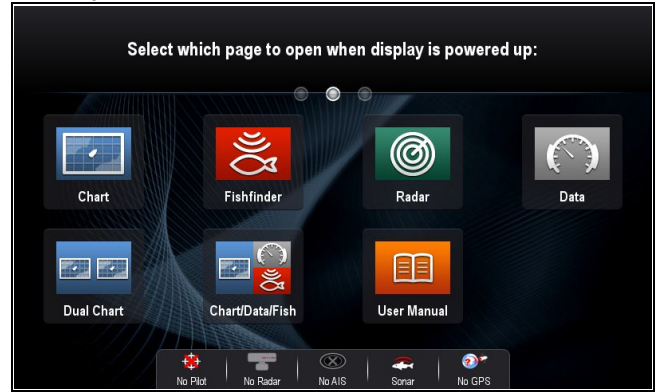 Select which page to open when display is powered up:
Chart
Fishfinder
Radar
Data
Dual Chart
Chart/Data/Fish
User Manual
No Pilot
No Radar
No AIS
Sonar
No GPS